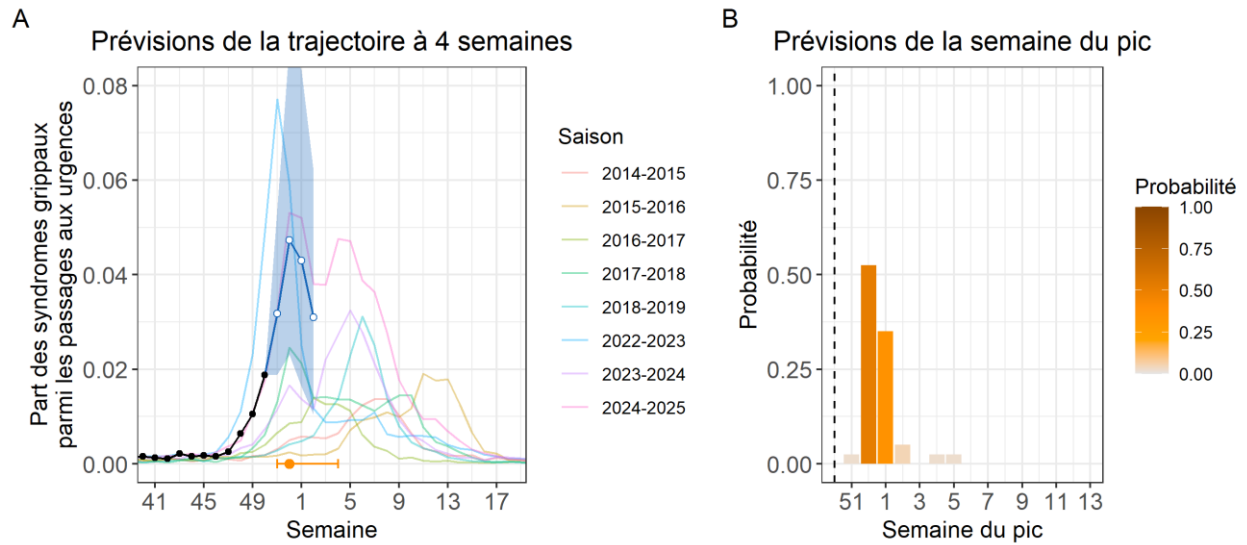 A
Prévisions de la trajectoire à 4 semaines
Part des syndromes grippaux
parmi les passages aux urgences
0.08
0.06
0.04
0.02
0.00
41 45 49 1 5 9 13 17
Semaine
Saison
2014-2015
2015-2016
2016-2017
2017-2018
2018-2019
2022-2023
2023-2024
2024-2025
B
Prévisions de la semaine du pic
Probabilité
1.00
0.75
0.50
0.25
0.00
51 1 3 5 7 9 11 13
Semaine du pic
Probabilité
1.00
0.75
0.50
0.25
0.00